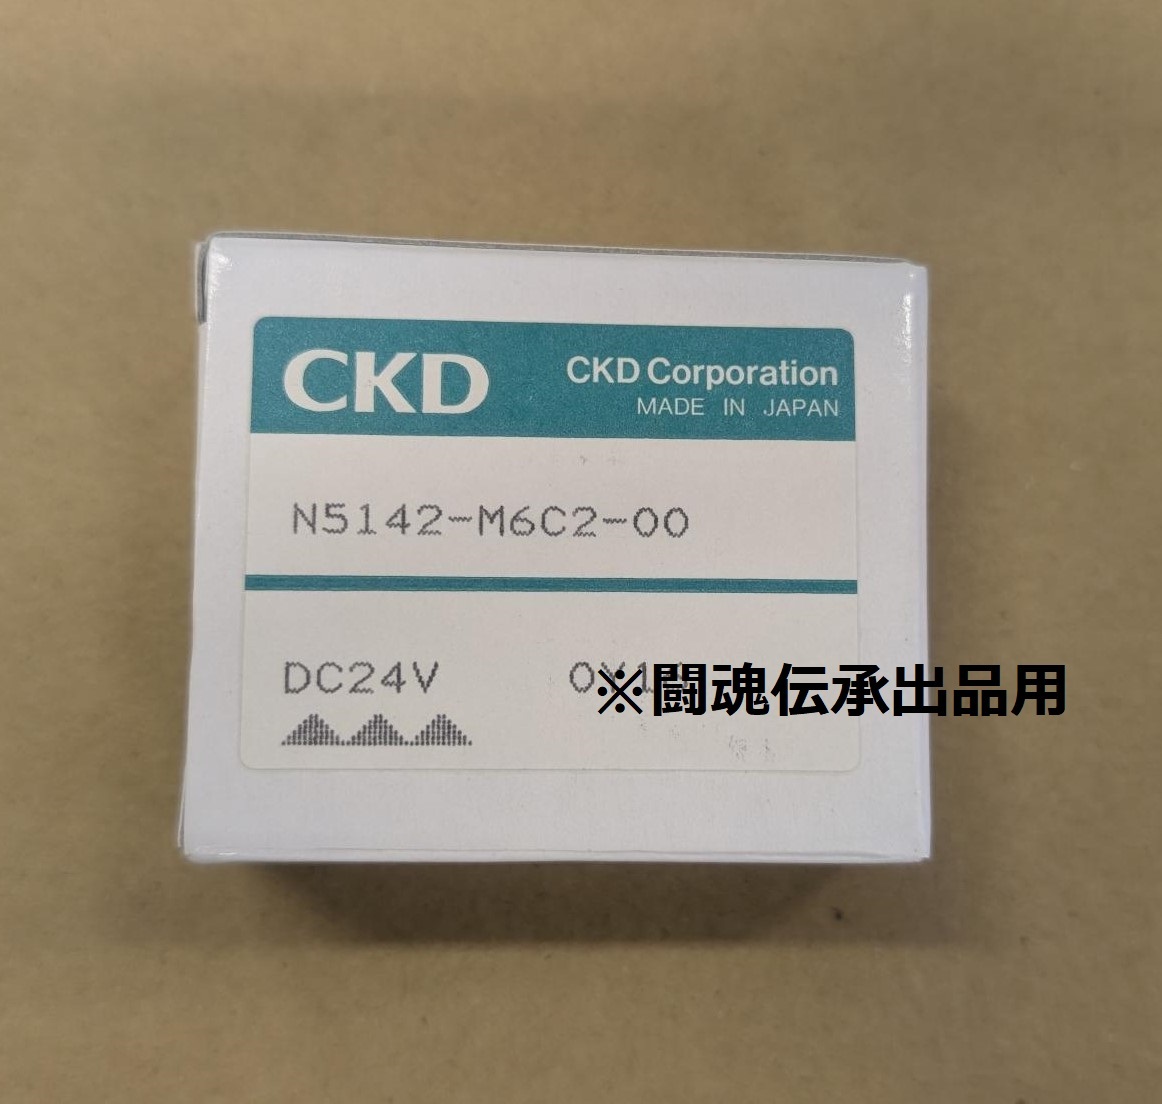 CKD
CKD Corporation
MADE IN JAPAN
N5142-M6C2-00
DC24V
※闘魂伝承出品用